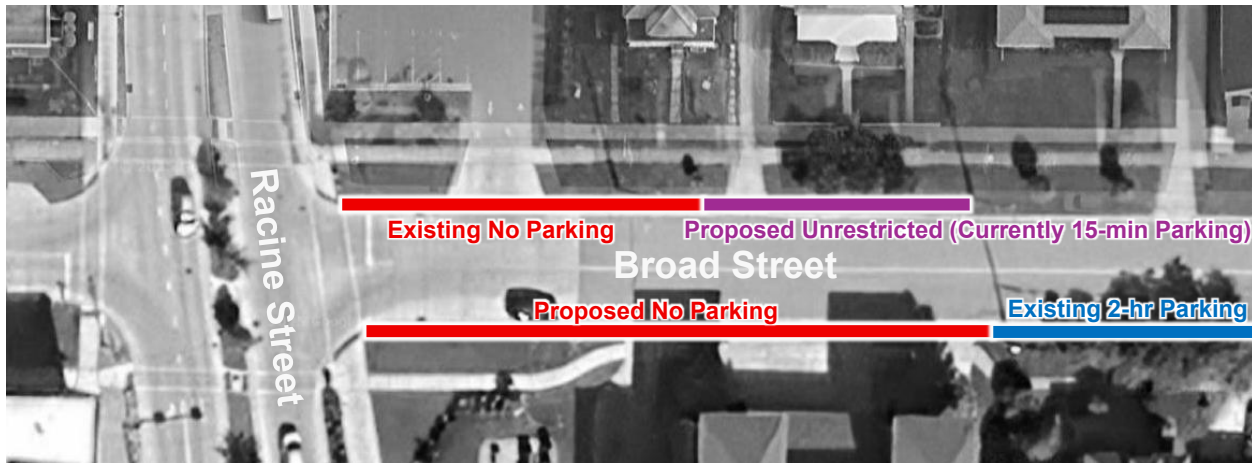 Racine Street
Existing No Parking
Proposed Unrestricted (Currently 15-min Parking)
Broad Street
Proposed No Parking
Existing 2-hr Parking